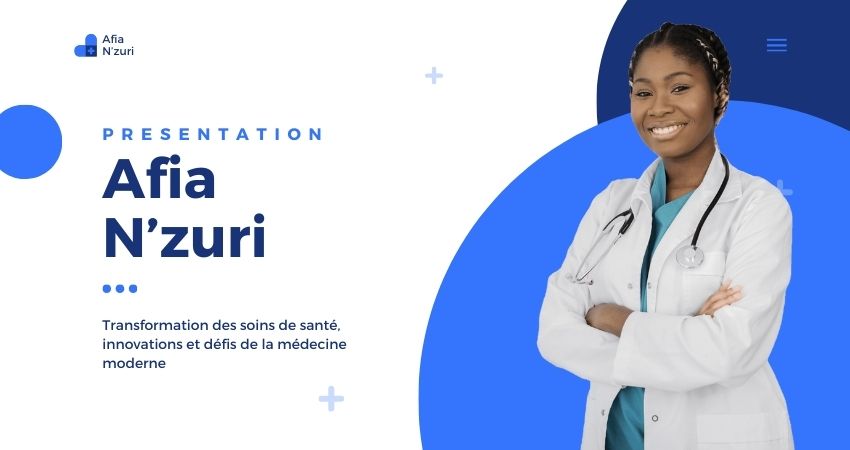 Afia
N'zuri
PRESENTATION
Afia
N’zuri
Transformation des soins de santé,
innovations et défis de la médecine
moderne